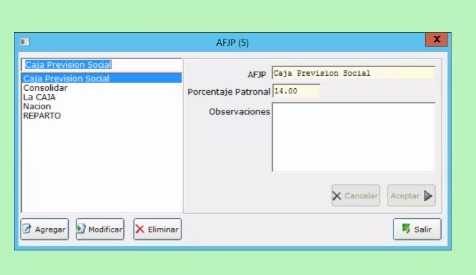 AFJP (5)
X
Caja Prevision Social
Caja Prevision Social
Consolidar
La CAJA
Nacion
REPARTO
AFJP Caja Prevision Social
Porcentaje Patronal 14.00
Observaciones
Cancelar Aceptar
Agregar Modificar Eliminar Salir